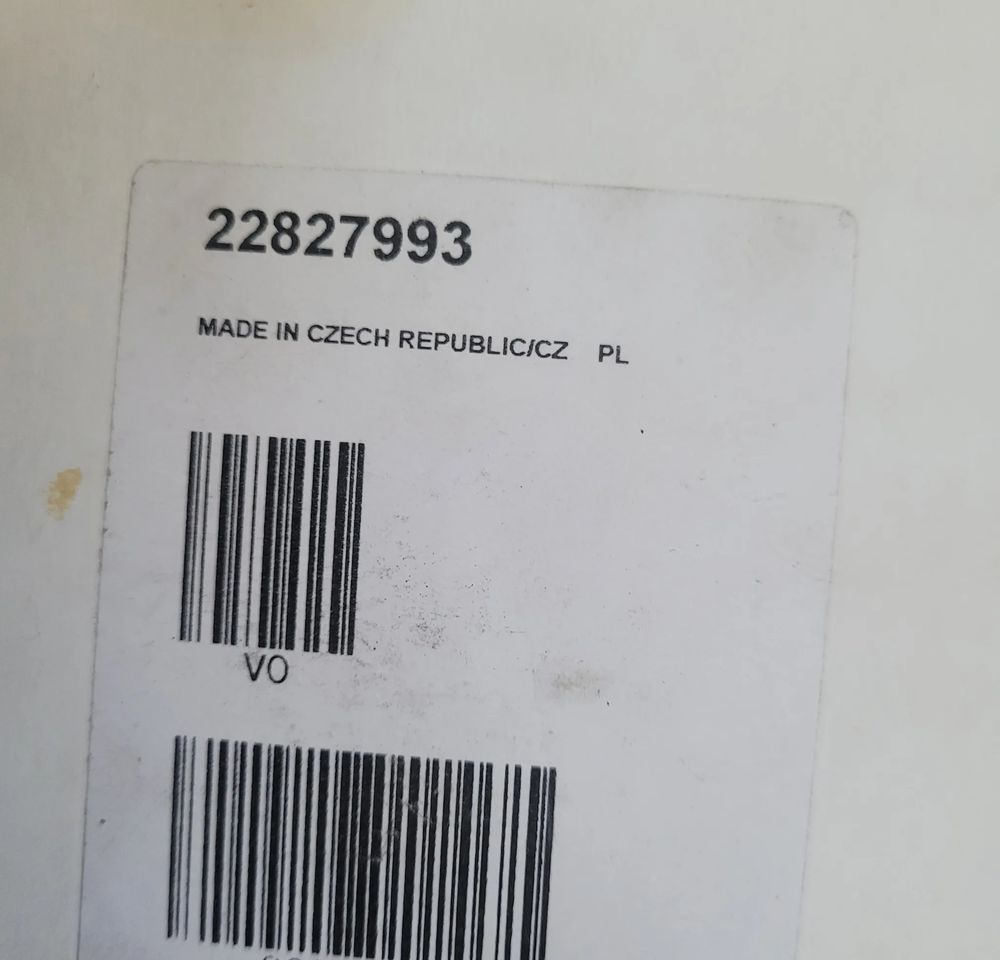 22827993
MADE IN CZECH REPUBLIC/CZ PL
VO